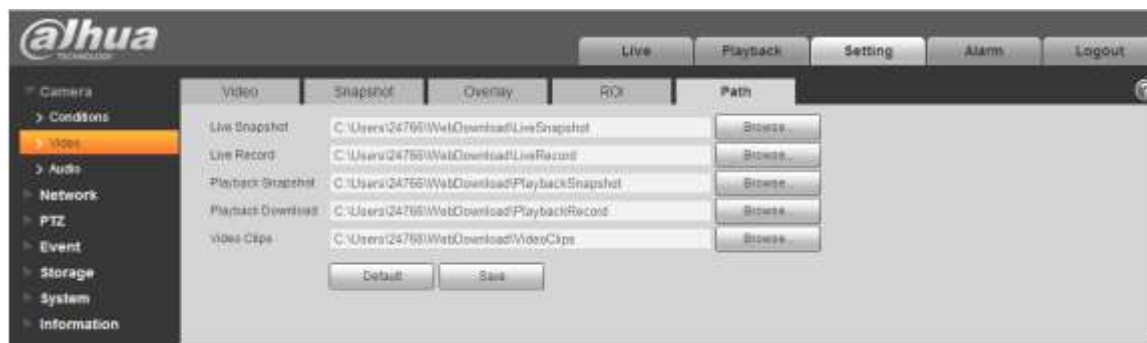 alhua
TECHNOLOGY
Live Playback Setting Alarm Logout
Camera
Conditions
Video
Audio
Network
PTZ
Event
Storage
System
Information
Video Snapshot Overlay ROI Path
Live Snapshot C:\Users\24766\WebDownload\LiveSnapshot Browse...
Live Record C:\Users\24766\WebDownload\LiveRecord Browse...
Playback Snapshot C:\Users\24766\WebDownload\PlaybackSnapshot Browse...
Playback Download C:\Users\24766\WebDownload\PlaybackRecord Browse...
Video Clips C:\Users\24766\WebDownload\VideoClips Browse...
Default Save